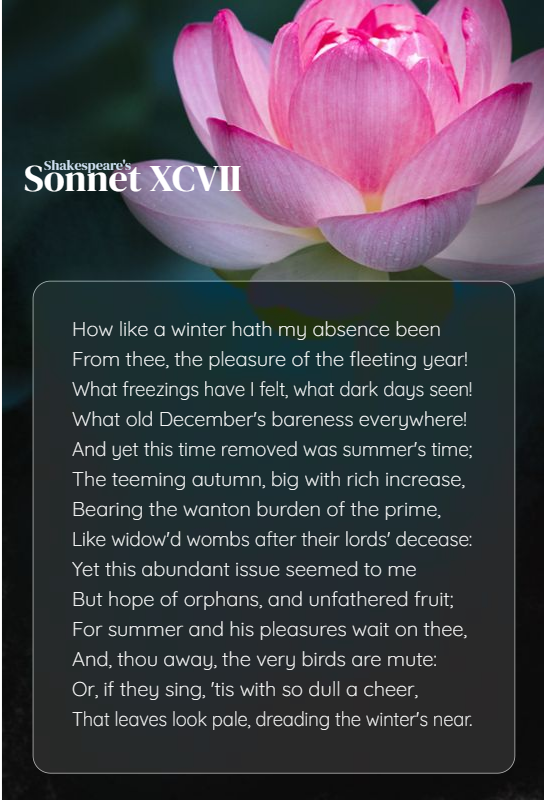 Shakespeare's
Sonnet XCVII
How like a winter hath my absence been
From thee, the pleasure of the fleeting year!
What freezings have I felt, what dark days seen!
What old December's bareness everywhere!
And yet this time removed was summer's time;
The teeming autumn, big with rich increase,
Bearing the wanton burden of the prime,
Like widow'd wombs after their lords' decease:
Yet this abundant issue seemed to me
But hope of orphans, and unfathered fruit;
For summer and his pleasures wait on thee,
And, thou away, the very birds are mute:
Or, if they sing, 'tis with so dull a cheer,
That leaves look pale, dreading the winter's near.